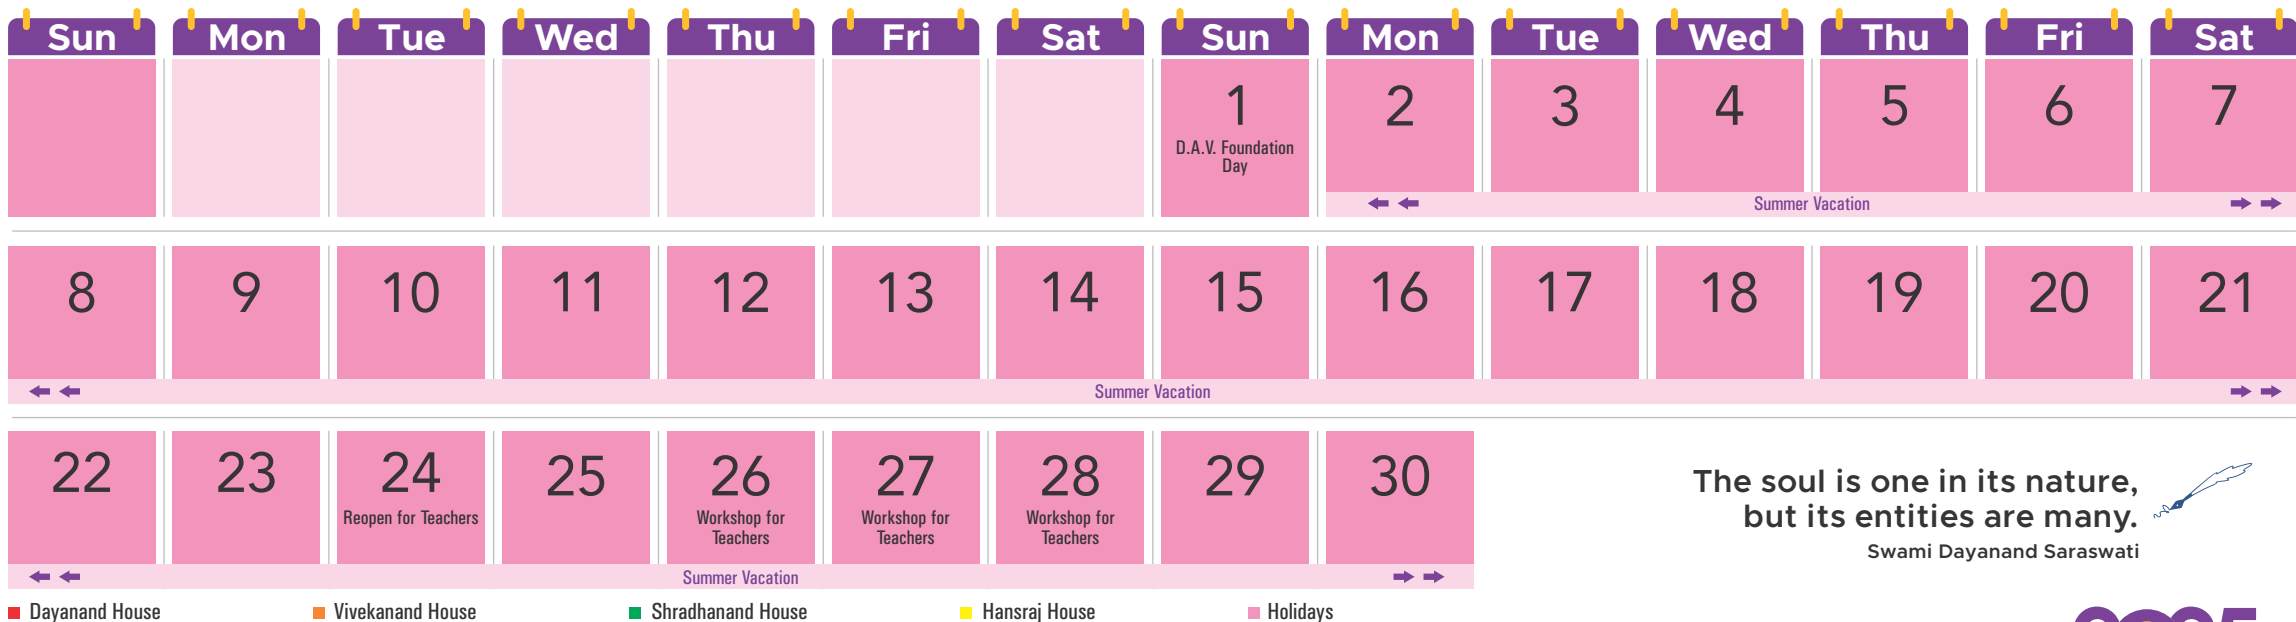 Sun Mon Tue Wed Thu Fri Sat Sun Mon Tue Wed Thu Fri Sat
1 2 3 4 5 6 7
D.A.V. Foundation
Day
Summer Vacation
8 9 10 11 12 13 14 15 16 17 18 19 20 21
Summer Vacation
22 23 24 25 26 27 28 29 30
Reopen for Teachers
Workshop for
Teachers
Workshop for
Teachers
Workshop for
Teachers
Summer Vacation
The soul is one in its nature,
but its entities are many.
Swami Dayanand Saraswati
Dayanand House
Vivekanand House
Shradhanand House
Hansraj House
Holidays